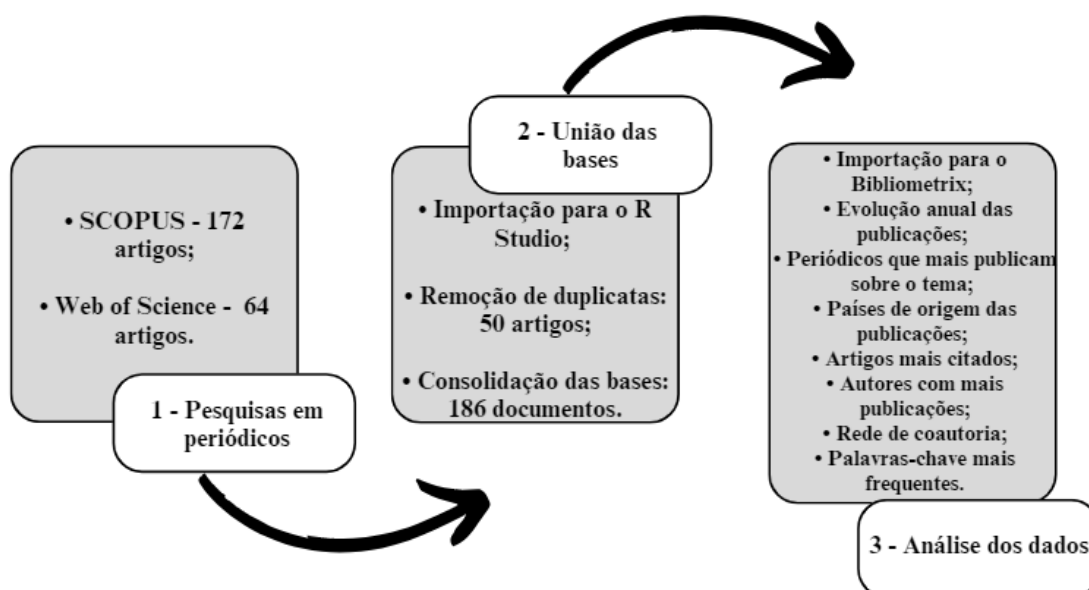 • SCOPUS - 172
artigos;
• Web of Science - 64
artigos.
1 - Pesquisas em
periódicos
2 - União das
bases
• Importação para o R
Studio;
• Remoção de duplicatas:
50 artigos;
• Consolidação das bases:
186 documentos.
• Importação para o
Bibliometrix;
• Evolução anual das
publicações;
• Periódicos que mais publicam
sobre o tema;
• Países de origem das
publicações;
• Artigos mais citados;
• Autores com mais
publicações;
• Rede de coautoria;
• Palavras-chave mais
frequentes.
3 - Análise dos dados